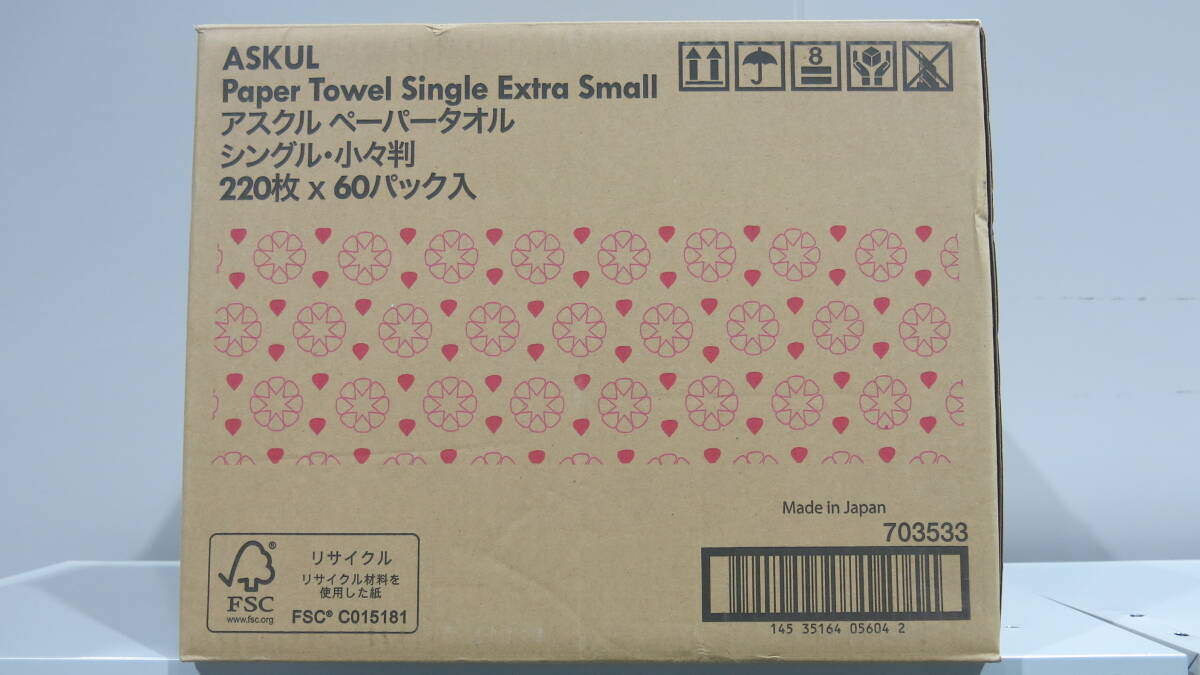 ASKUL
Paper Towel Single Extra Small
アスクル ペーパータオル
シングル・小々判
220枚 x 60パック入
8
Made in Japan
703533
145 35164 05604 2
FSC®
www.fsc.org
リサイクル
リサイクル材料を
使用した紙
FSC® C015181